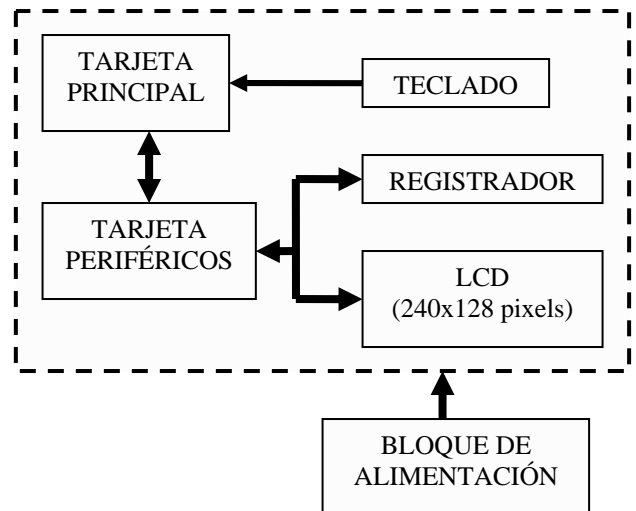 TARJETA
PRINCIPAL
TECLADO
REGISTRADOR
TARJETA
PERIFÉRICOS
LCD
(240x128 pixels)
BLOQUE DE
ALIMENTACIÓN